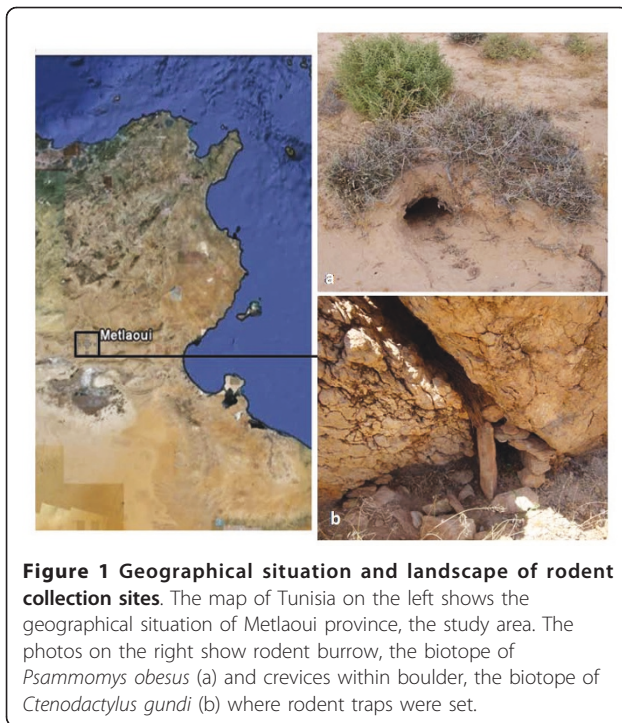 Metlaoui
a
b
Figure 1 Geographical situation and landscape of rodent
collection sites. The map of Tunisia on the left shows the
geographical situation of Metlaoui province, the study area. The
photos on the right show rodent burrow, the biotope of
Psammomys obesus (a) and crevices within boulder, the biotope of
Ctenodactylus gundi (b) where rodent traps were set.